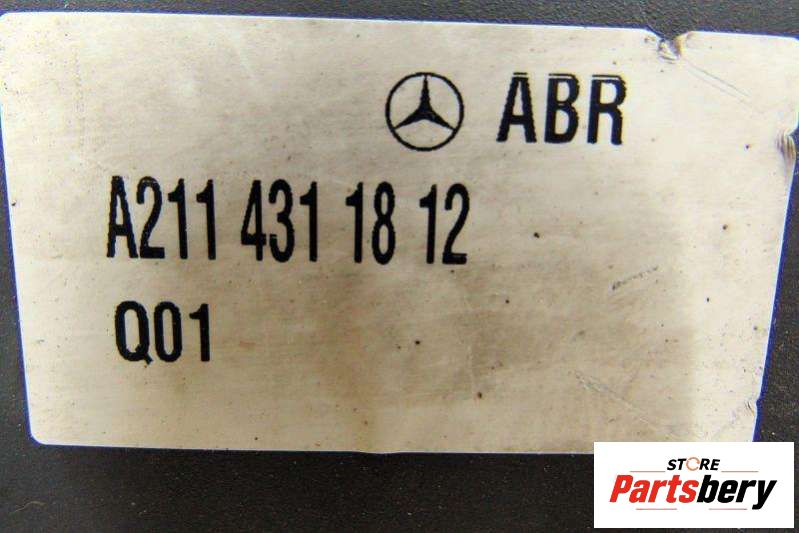 ABR
A211 431 18 12
Q01
STORE
Partsbery